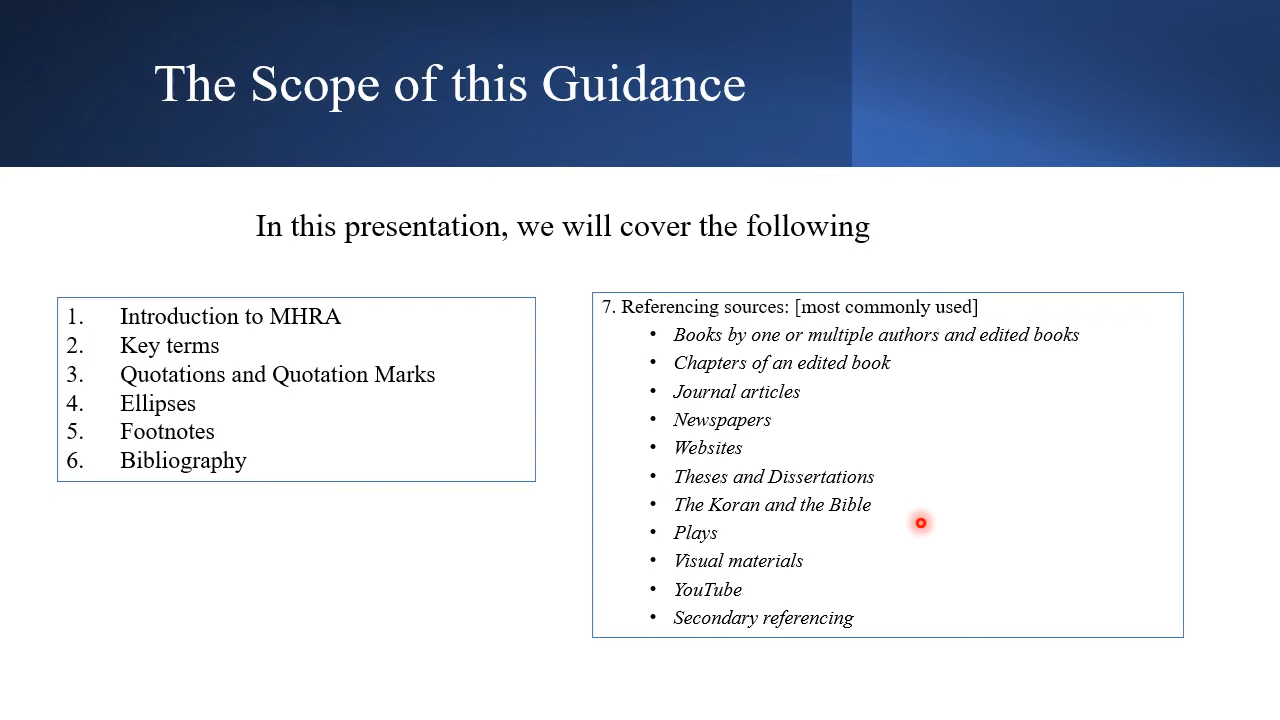 The Scope of this Guidance
In this presentation, we will cover the following
1. Introduction to MHRA
2. Key terms
3. Quotations and Quotation Marks
4. Ellipses
5. Footnotes
6. Bibliography
7. Referencing sources: [most commonly used]
• Books by one or multiple authors and edited books
• Chapters of an edited book
• Journal articles
• Newspapers
• Websites
• Theses and Dissertations
• The Koran and the Bible
• Plays
• Visual materials
• YouTube
• Secondary referencing